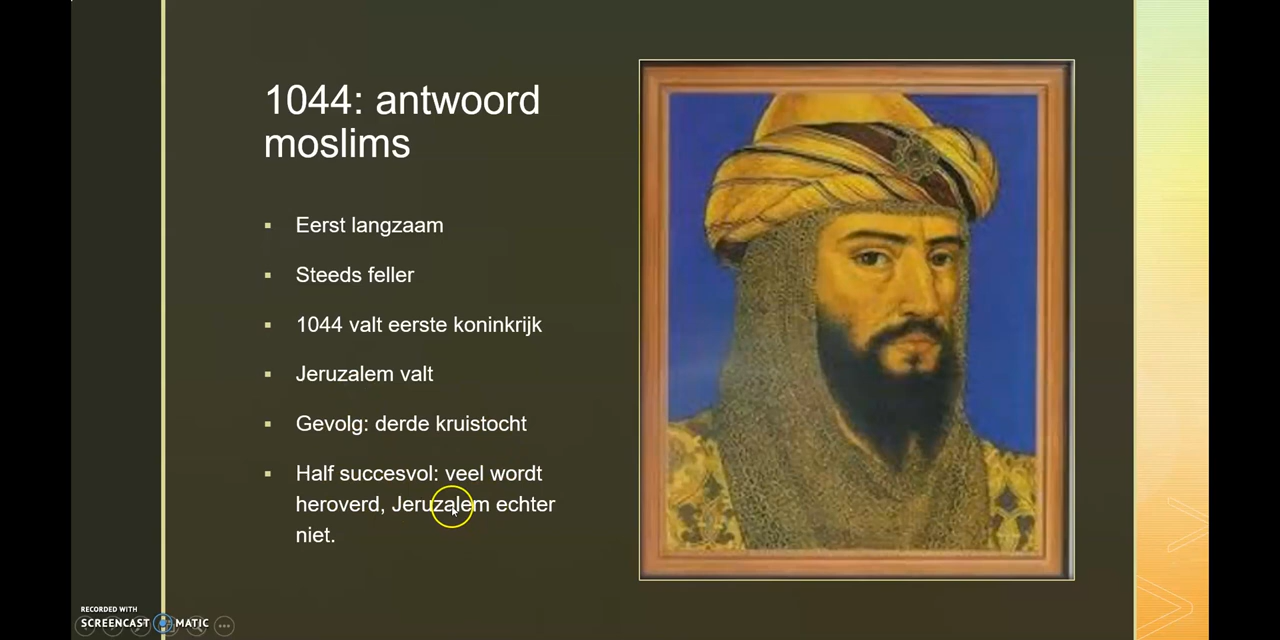 1044: antwoord
moslims
Eerst langzaam
Steeds feller
1044 valt eerste koninkrijk
Jeruzalem valt
Gevolg: derde kruistocht
Half succesvol: veel wordt
heroverd, Jeruzalem echter
niet.
RECORDED WITH
SCREENCAST MATIC